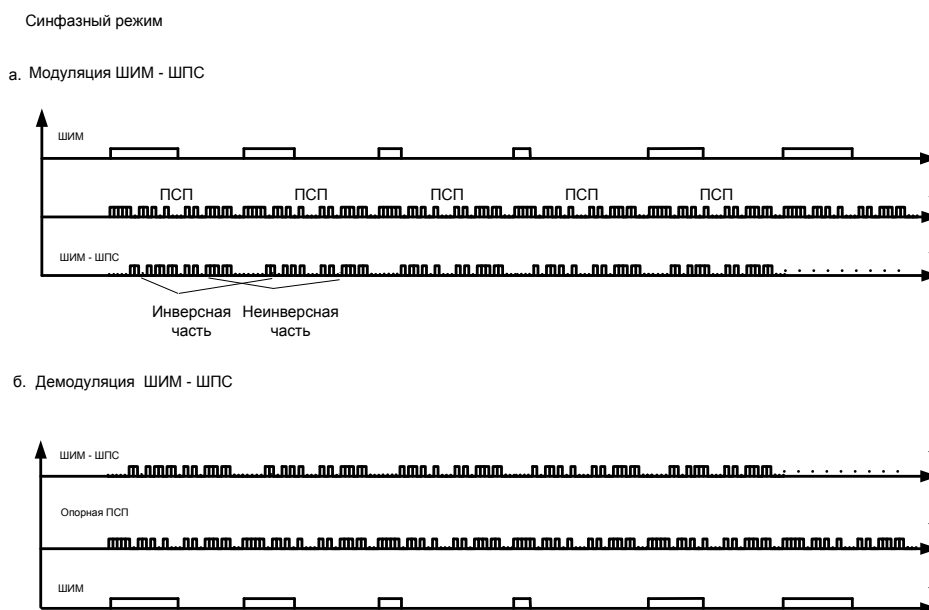 Синфазный режим
а. Модуляция ШИМ - ШПС
ШИМ
ПСП ПСП ПСП ПСП ПСП
ШИМ - ШПС
Инверсная часть
Неинверсная часть
б. Демодуляция ШИМ - ШПС
ШИМ - ШПС
Опорная ПСП
ШИМ